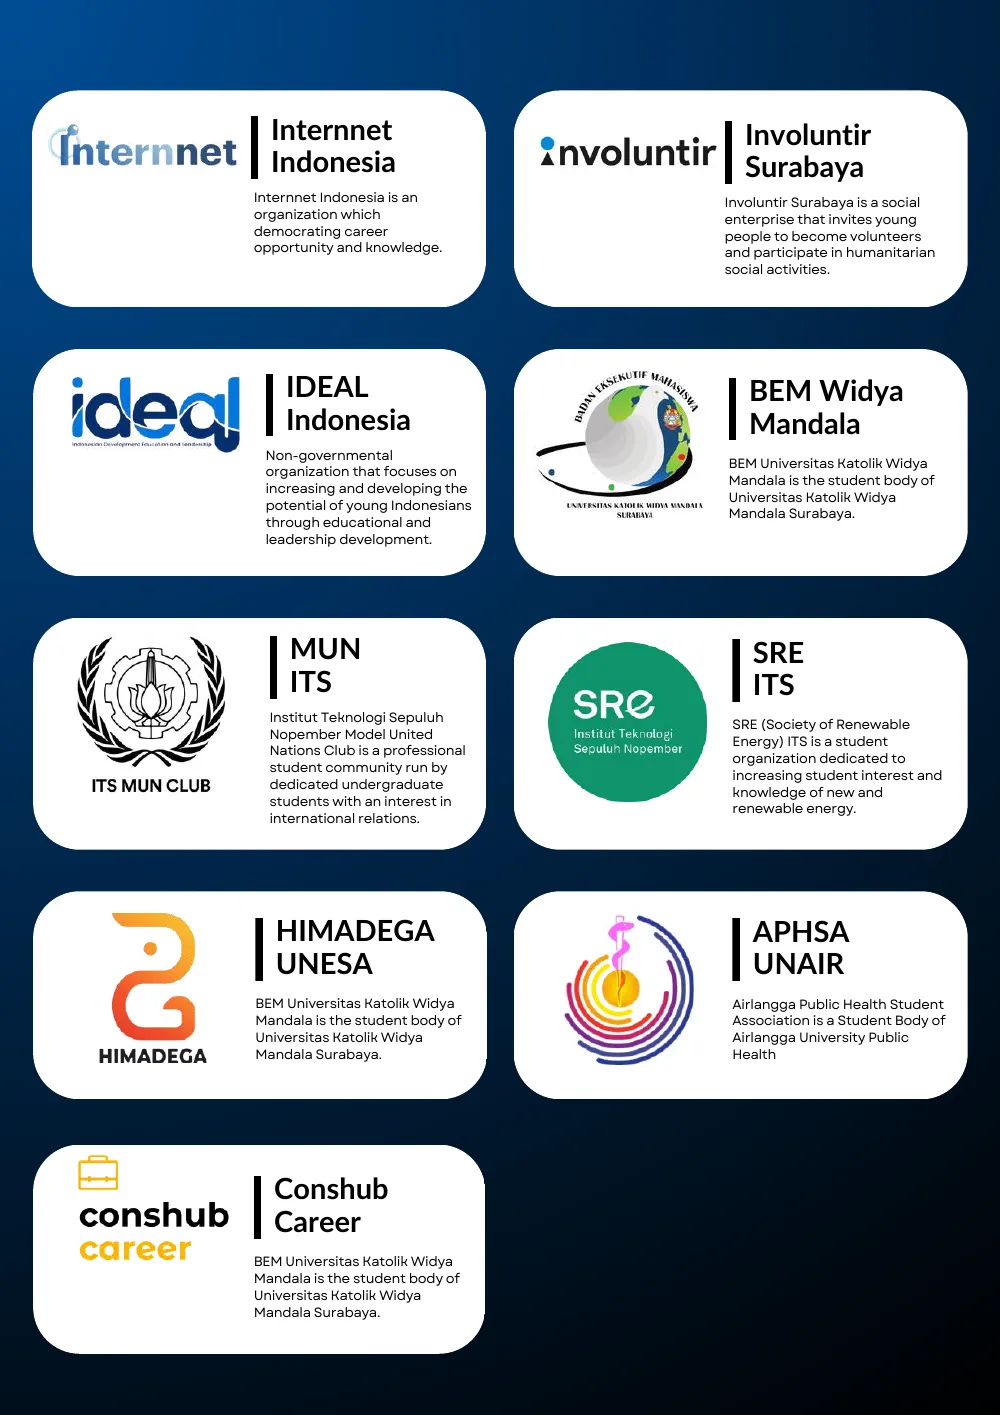 Internnet
Internnet
Indonesia
Internnet Indonesia is an
organization which
democrating career
opportunity and knowledge.
involuntir
Involuntir
Surabaya
Involuntir Surabaya is a social
enterprise that invites young
people to become volunteers
and participate in humanitarian
social activities.
ideal
Indonesian Development Education and Leadership
IDEAL
Indonesia
Non-governmental
organization that focuses on
increasing and developing the
potential of young Indonesians
through educational and
leadership development.
BADAN EKSEKUTIF MAHASISWA
UNIVERSITAS KATOLIK WIDYA MANDALA
SURABAYA
BEM Widya
Mandala
BEM Universitas Katolik Widya
Mandala is the student body of
Universitas Katolik Widya
Mandala Surabaya.
ITS MUN CLUB
MUN
ITS
Institut Teknologi Sepuluh
Nopember Model United
Nations Club is a professional
student community run by
dedicated undergraduate
students with an interest in
international relations.
SRE
Institut Teknologi
Sepuluh Nopember
SRE
ITS
SRE (Society of Renewable
Energy) ITS is a student
organization dedicated to
increasing student interest and
knowledge of new and
renewable energy.
HIMADEGA
HIMADEGA
UNESA
BEM Universitas Katolik Widya
Mandala is the student body of
Universitas Katolik Widya
Mandala Surabaya.
APHSA
UNAIR
Airlangga Public Health Student
Association is a Student Body of
Airlangga University Public
Health
conshub
career
Conshub
Career
BEM Universitas Katolik Widya
Mandala is the student body of
Universitas Katolik Widya
Mandala Surabaya.